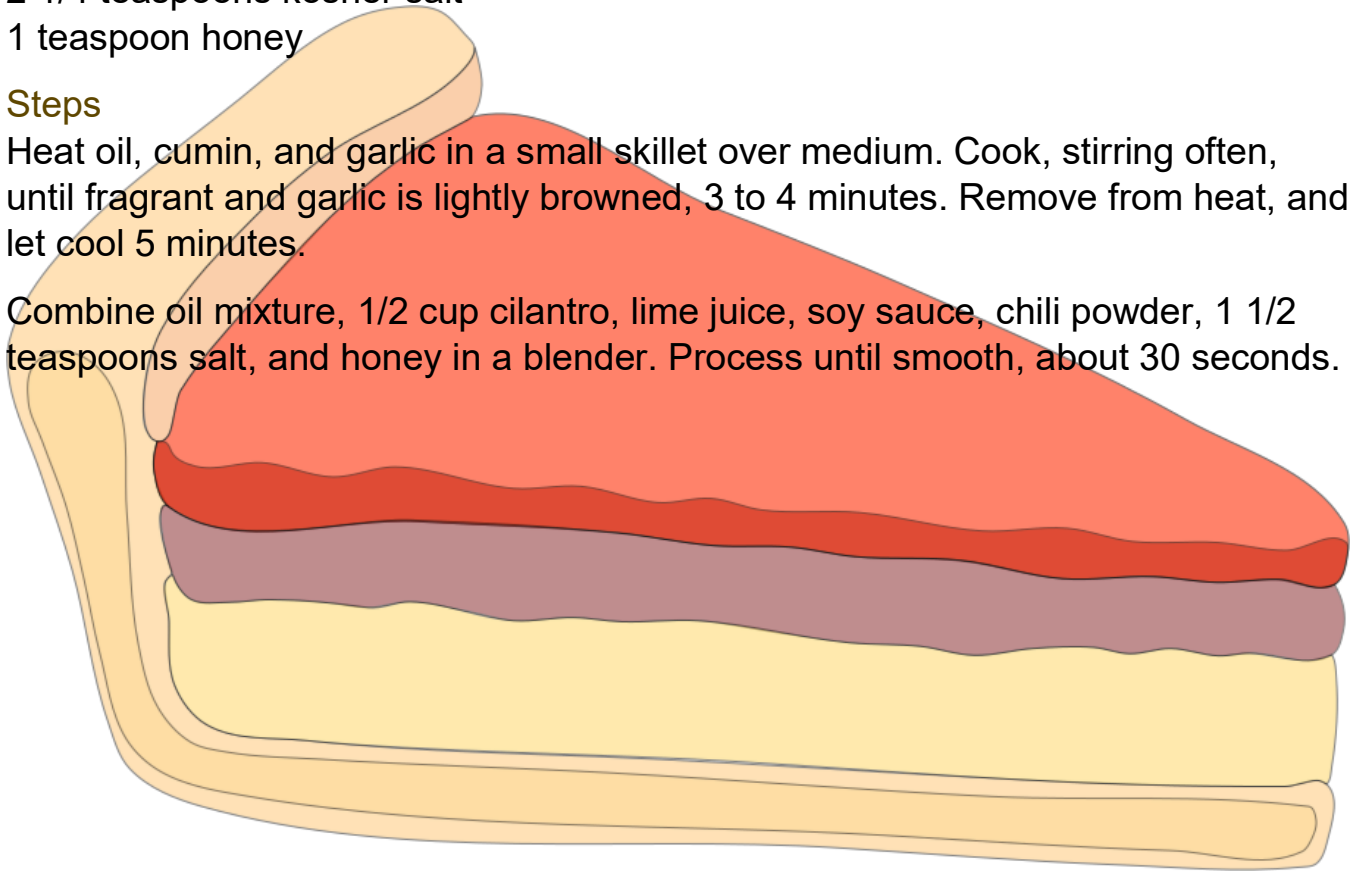 1 teaspoon honey
Steps
Heat oil, cumin, and garlic in a small skillet over medium. Cook, stirring often,
until fragrant and garlic is lightly browned, 3 to 4 minutes. Remove from heat, and
let cool 5 minutes.
Combine oil mixture, 1/2 cup cilantro, lime juice, soy sauce, chili powder, 1 1/2
teaspoons salt, and honey in a blender. Process until smooth, about 30 seconds.